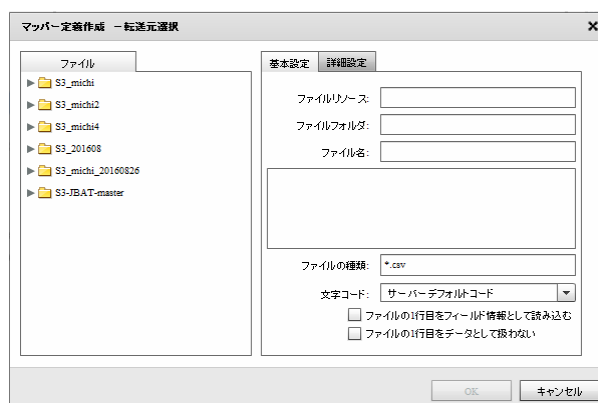 マッパー定義作成 －転送元選択
ファイル
S3_michi
S3_michi2
S3_michi4
S3_201608
S3_michi_20160826
S3-JBAT-master
基本設定 詳細設定
ファイルリソース:
ファイルフォルダ:
ファイル名:
ファイルの種類: *.csv
文字コード: サーバーデフォルトコード
ファイルの1行目をフィールド情報として読み込む
ファイルの1行目をデータとして扱わない
OK キャンセル